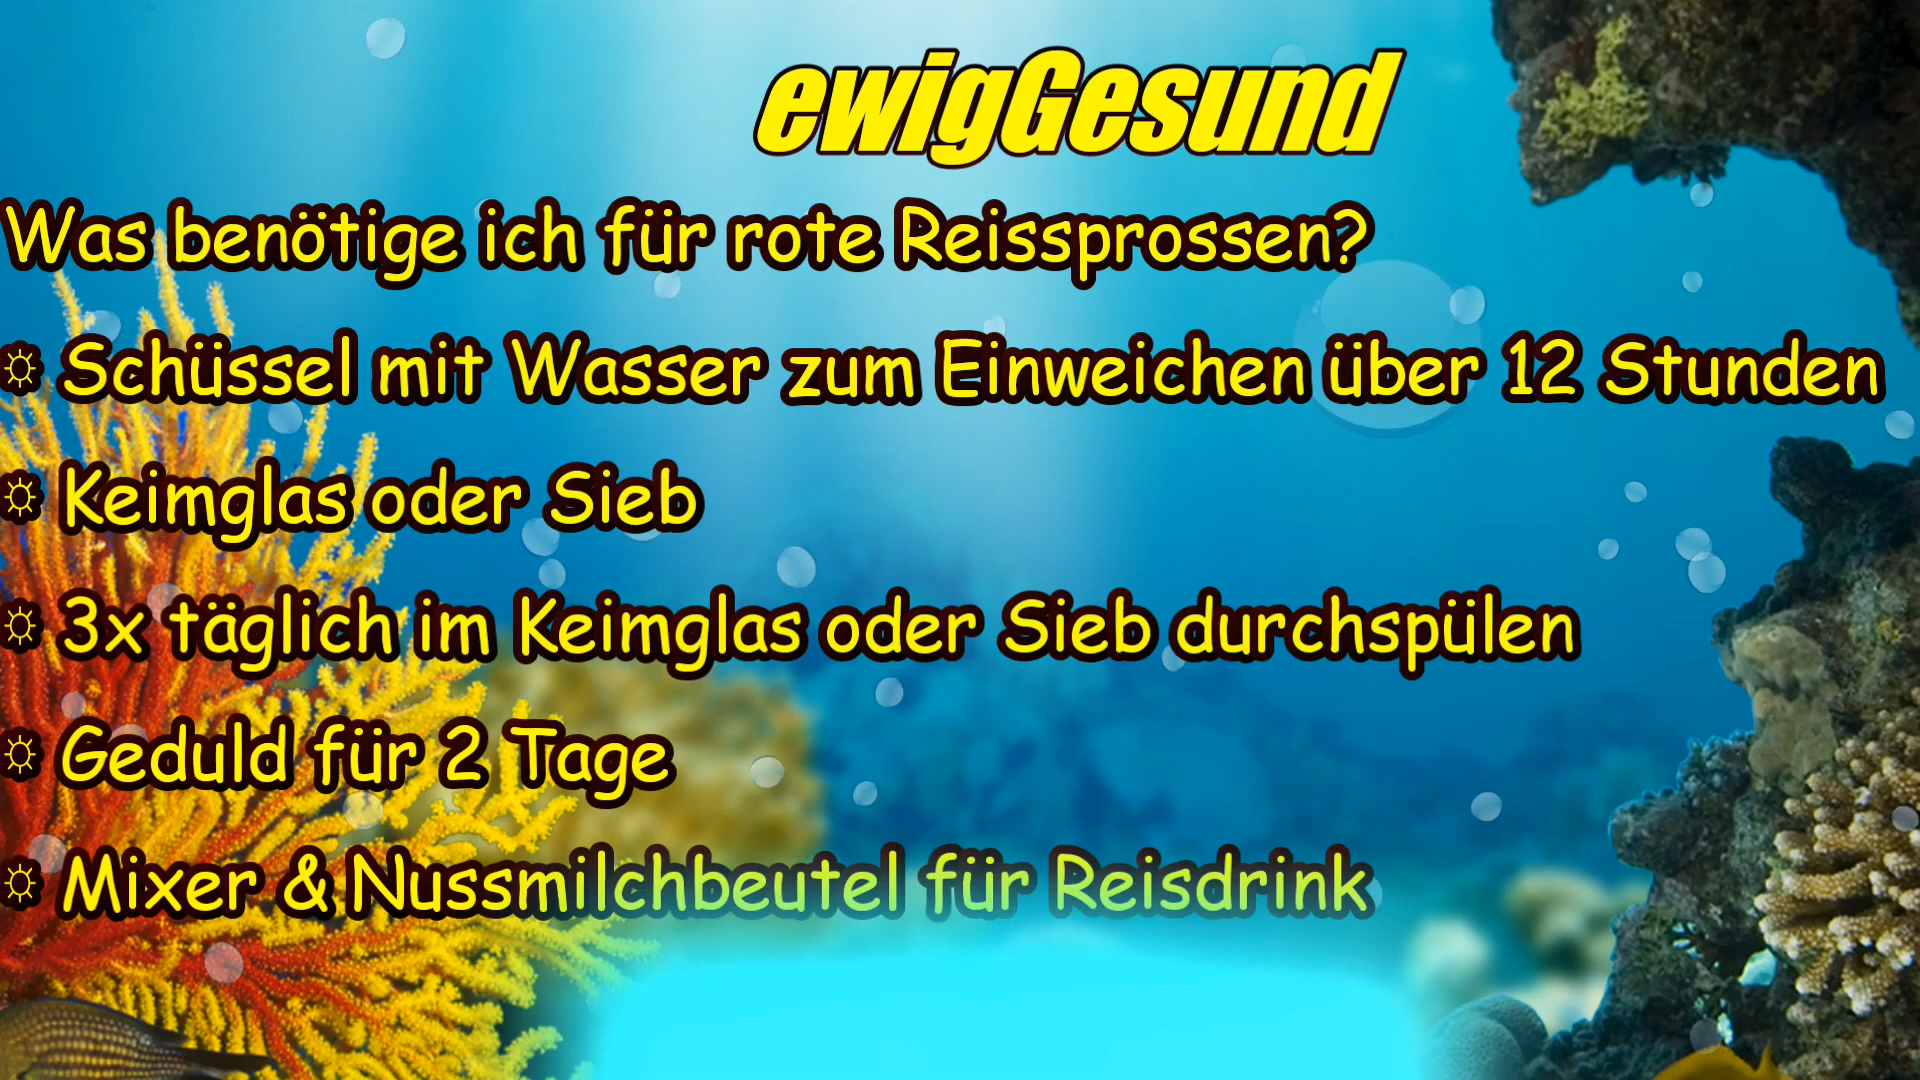 ewigGesund
Was benötige ich für rote Reissprossen?
☼ Schüssel mit Wasser zum Einweichen über 12 Stunden
☼ Keimglas oder Sieb
☼ 3x täglich im Keimglas oder Sieb durchspülen
☼ Geduld für 2 Tage
☼ Mixer & Nussmilchbeutel für Reisdrink